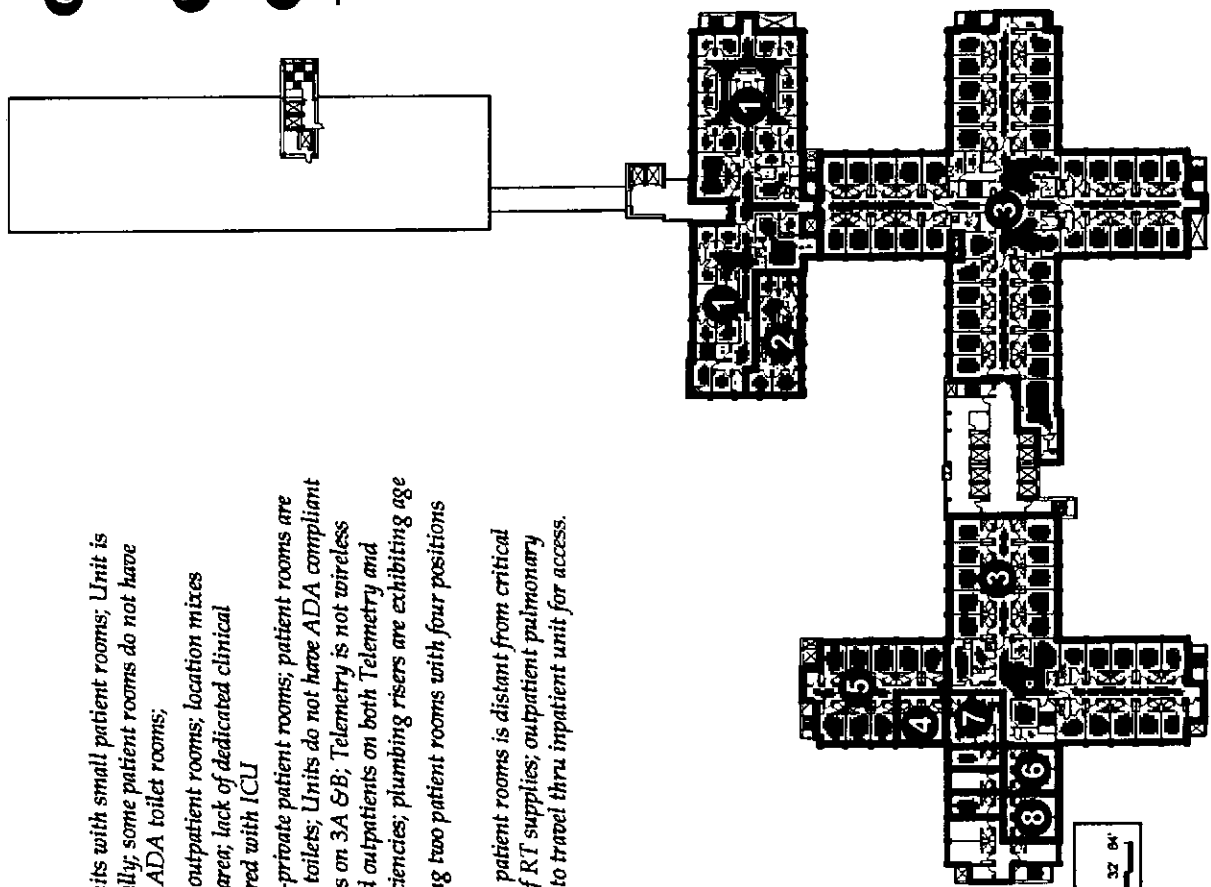 its with small patient rooms; Unit is
lly; some patient rooms do not have
ADA toilet rooms;
outpatient rooms; location mixes
area; lack of dedicated clinical
red with ICU
-private patient rooms; patient rooms are
toilets; Units do not have ADA compliant
s on 3A &B; Telemetry is not wireless
d outpatients on both Telemetry and
ciencies; plumbing risers are exhibiting age
ng two patient rooms with four positions
patient rooms is distant from critical
f RT supplies; outpatient pulmonary
to travel thru inpatient unit for access.
1
1
2
3
3
4
5
6
7
8
32' 64'